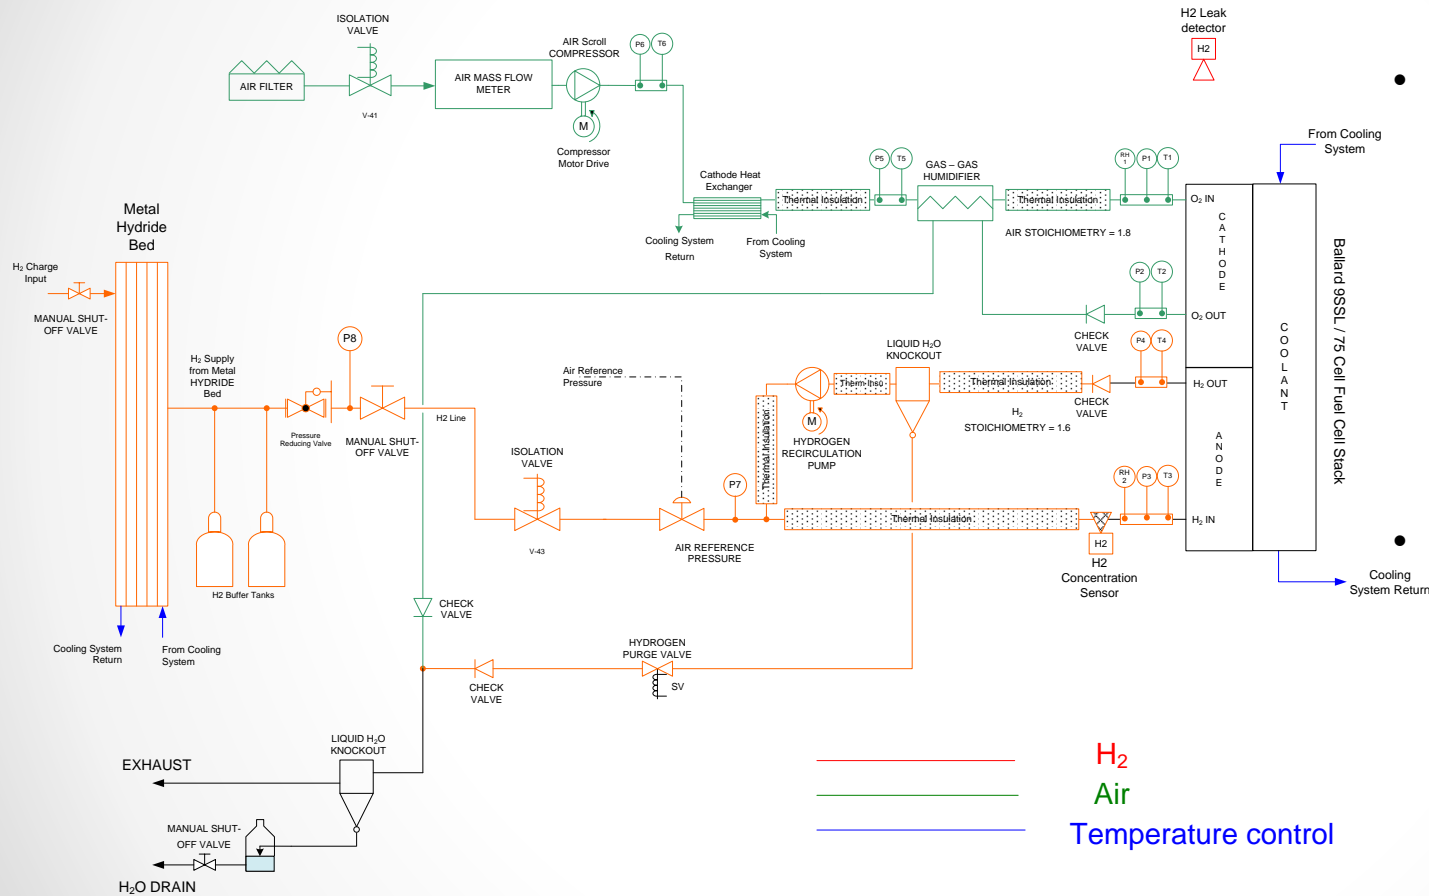 H2 Leak
detector
H2
ISOLATION
VALVE
AIR Scroll
COMPRESSOR
P6
T6
AIR FILTER
AIR MASS FLOW
METER
V-41
M
Compressor
Motor Drive
From Cooling
System
P5
T5
GAS – GAS
HUMIDIFIER
RH
1
P1
T1
Cathode Heat
Exchanger
Thermal Insulation
Thermal Insulation
O₂ IN
Cooling System
Return
From Cooling
System
AIR STOICHIOMETRY = 1.8
CATHODE
Metal
Hydride
Bed
H₂ Charge
Input
MANUAL SHUT-
OFF VALVE
P2
T2
O₂ OUT
CHECK
VALVE
COOLANT
Ballard 9SSL / 75 Cell Fuel Cell Stack
P8
H₂ Supply
from Metal
HYDRIDE
Bed
Air Reference
Pressure
LIQUID H₂O
KNOCKOUT
P4
T4
Therm Inso
Thermal Insulation
H₂ OUT
CHECK
VALVE
H2 Line
Pressure
Reducing Valve
MANUAL SHUT-
OFF VALVE
M
H₂
STOICHIOMETRY = 1.6
HYDROGEN
RECIRCULATION
PUMP
Thermal Insulation
ANODE
ISOLATION
VALVE
P7
RH
2
P3
T3
Thermal Insulation
H₂ IN
V-43
AIR REFERENCE
PRESSURE
H2
H2
Concentration
Sensor
H2 Buffer Tanks
Cooling
System Return
CHECK
VALVE
Cooling System
Return
From Cooling
System
HYDROGEN
PURGE VALVE
SV
CHECK
VALVE
LIQUID H₂O
KNOCKOUT
EXHAUST
MANUAL SHUT-
OFF VALVE
H₂O DRAIN
H₂
Air
Temperature control